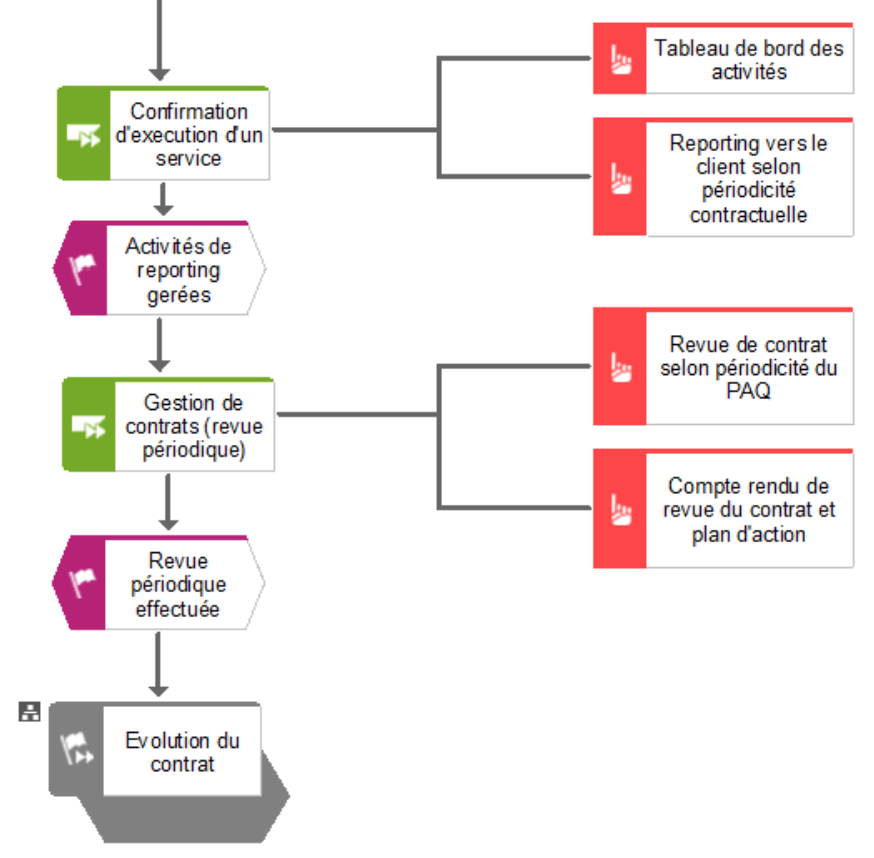 Tableau de bord des
activités
Confirmation
d'execution d'un
service
Reporting vers le
client selon
périodicité
contractuelle
Activités de
reporting
gerées
Revue de contrat
selon périodicité du
PAQ
Gestion de
contrats (revue
périodique)
Compte rendu de
revue du contrat et
plan d'action
Revue
périodique
effectuée
Evolution du
contrat